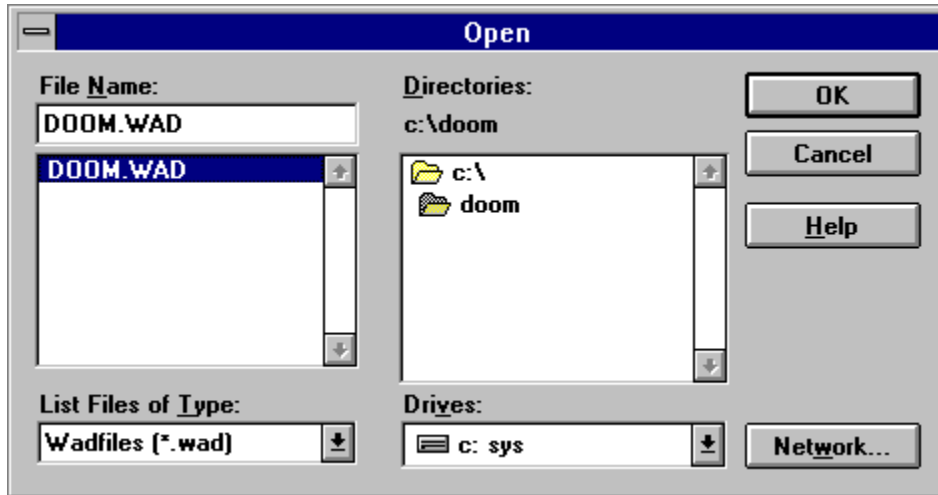 Open
File Name:
DOOM.WAD
DOOM.WAD
List Files of Type:
Wadfiles (*.wad)
Directories:
c:\doom
c:\
doom
Drives:
c: sys
OK
Cancel
Help
Network...